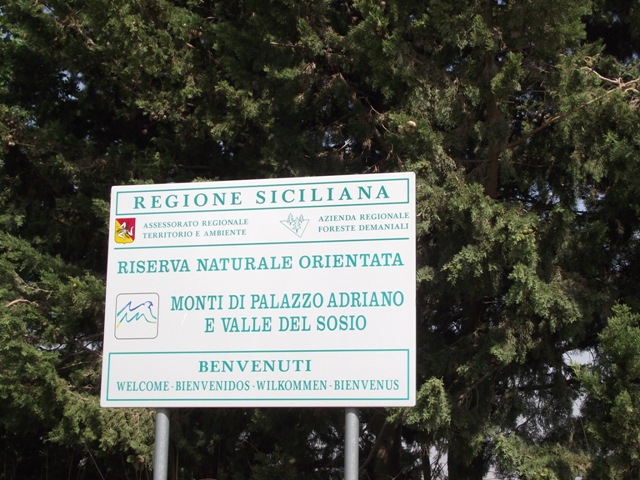 REGIONE SICILIANA
ASSESSORATO REGIONALE
TERRITORIO E AMBIENTE
AZIENDA REGIONALE
FORESTE DEMANIALI
RISERVA NATURALE ORIENTATA
MONTI DI PALAZZO ADRIANO
E VALLE DEL SOSIO
BENVENUTI
WELCOME - BIENVENIDOS - WILKOMMEN - BIENVENUS